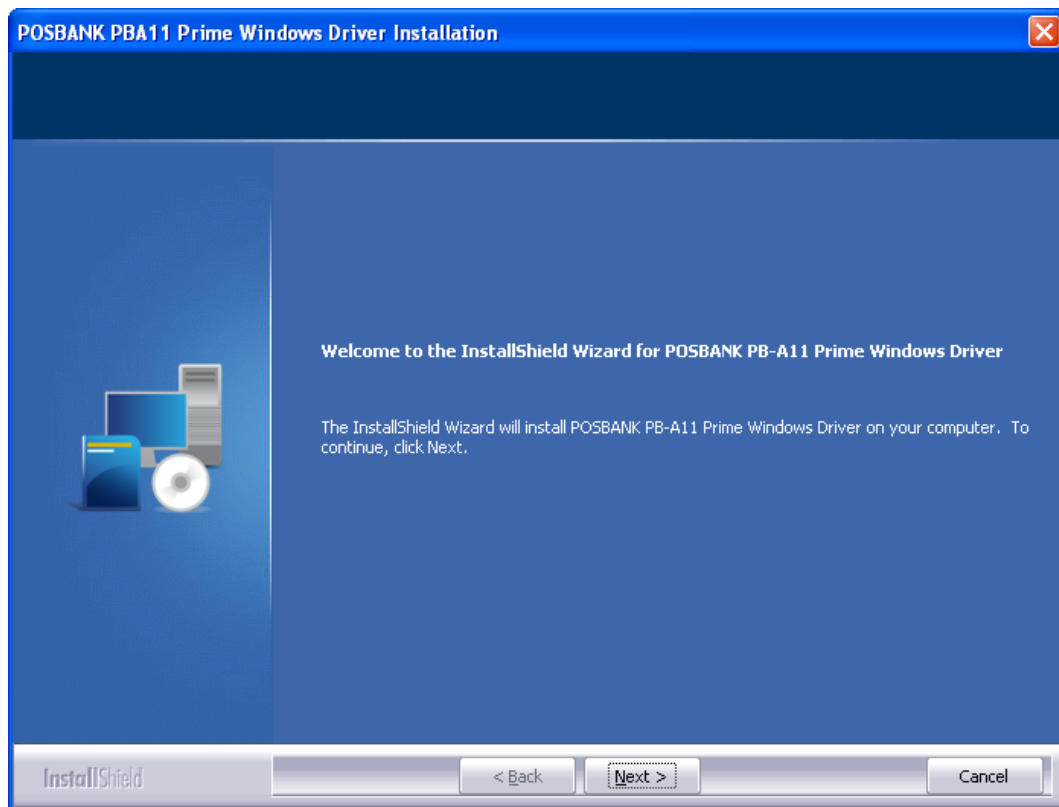 POSBANK PBA11 Prime Windows Driver Installation
Welcome to the InstallShield Wizard for POSBANK PB-A11 Prime Windows Driver
The InstallShield Wizard will install POSBANK PB-A11 Prime Windows Driver on your computer. To
continue, click Next.
InstallShield
< Back
Next >
Cancel